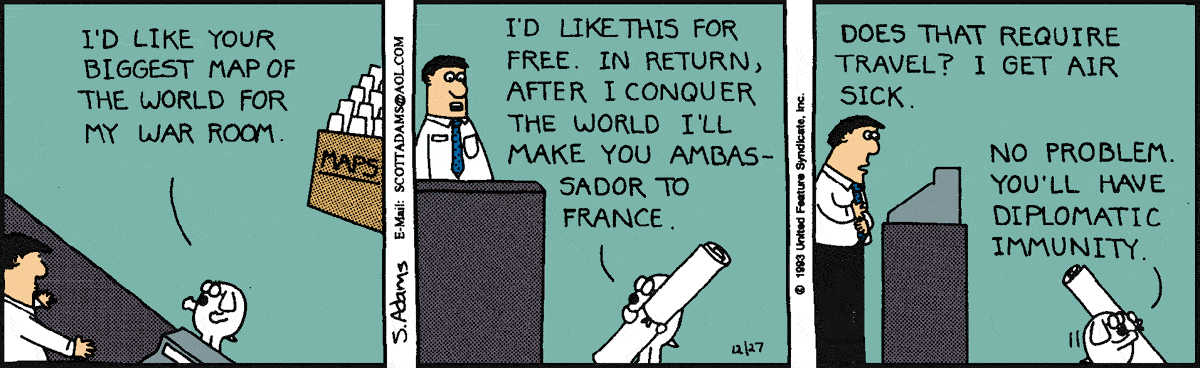 I'D LIKE YOUR
BIGGEST MAP OF
THE WORLD FOR
MY WAR ROOM.
MAPS
S. Adams E-Mail: SCOTTADAMS@AOL.COM
I'D LIKE THIS FOR
FREE. IN RETURN,
AFTER I CONQUER
THE WORLD I'LL
MAKE YOU AMBAS-
SADOR TO
FRANCE.
12/27
© 1993 United Feature Syndicate, Inc.
DOES THAT REQUIRE
TRAVEL? I GET AIR
SICK.
NO PROBLEM.
YOU'LL HAVE
DIPLOMATIC
IMMUNITY.